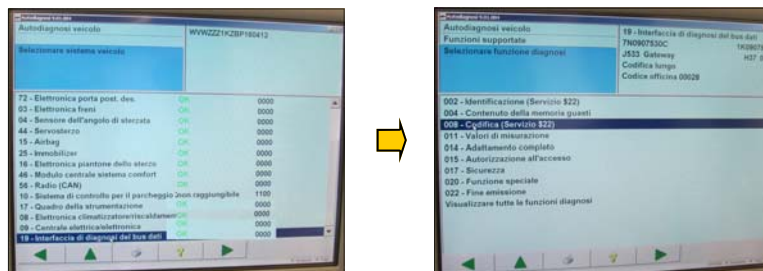 Autodiagnosi veicolo
WVWZZZ1KZBP160412
Selezionare sistema veicolo
72 - Elettronica porta post. des. OK 0000
03 - Elettronica freni OK 0000
04 - Sensore dell'angolo di sterzata OK 0000
44 - Servosterzo OK 0000
15 - Airbag OK 0000
25 - Immobilizer OK 0000
16 - Elettronica piantone dello sterzo OK 0000
46 - Modulo centrale sistema comfort OK 0000
56 - Radio (CAN) OK 0000
10 - Sistema di controllo per il parcheggio 2non raggiungibile 1100
17 - Quadro della strumentazione OK 0000
08 - Elettronica climatizzatore/riscaldamen OK 0000
09 - Centrale elettrica/elettronica OK 0000
19 - Interfaccia di diagnosi del bus dati OK 0000
Autodiagnosi veicolo
Funzioni supportate
Selezionare funzione diagnosi
19 - Interfaccia di diagnosi del bus dati
7N0907530C
J533 Gateway H37
Codifica lunga
Codice officina 00028
002 - Identificazione (Servizio $22)
004 - Contenuto della memoria guasti
008 - Codifica (Servizio $22)
011 - Valori di misurazione
014 - Adattamento completo
015 - Autorizzazione all'accesso
017 - Sicurezza
020 - Funzione speciale
022 - Fine emissione
Visualizzare tutte le funzioni diagnosi